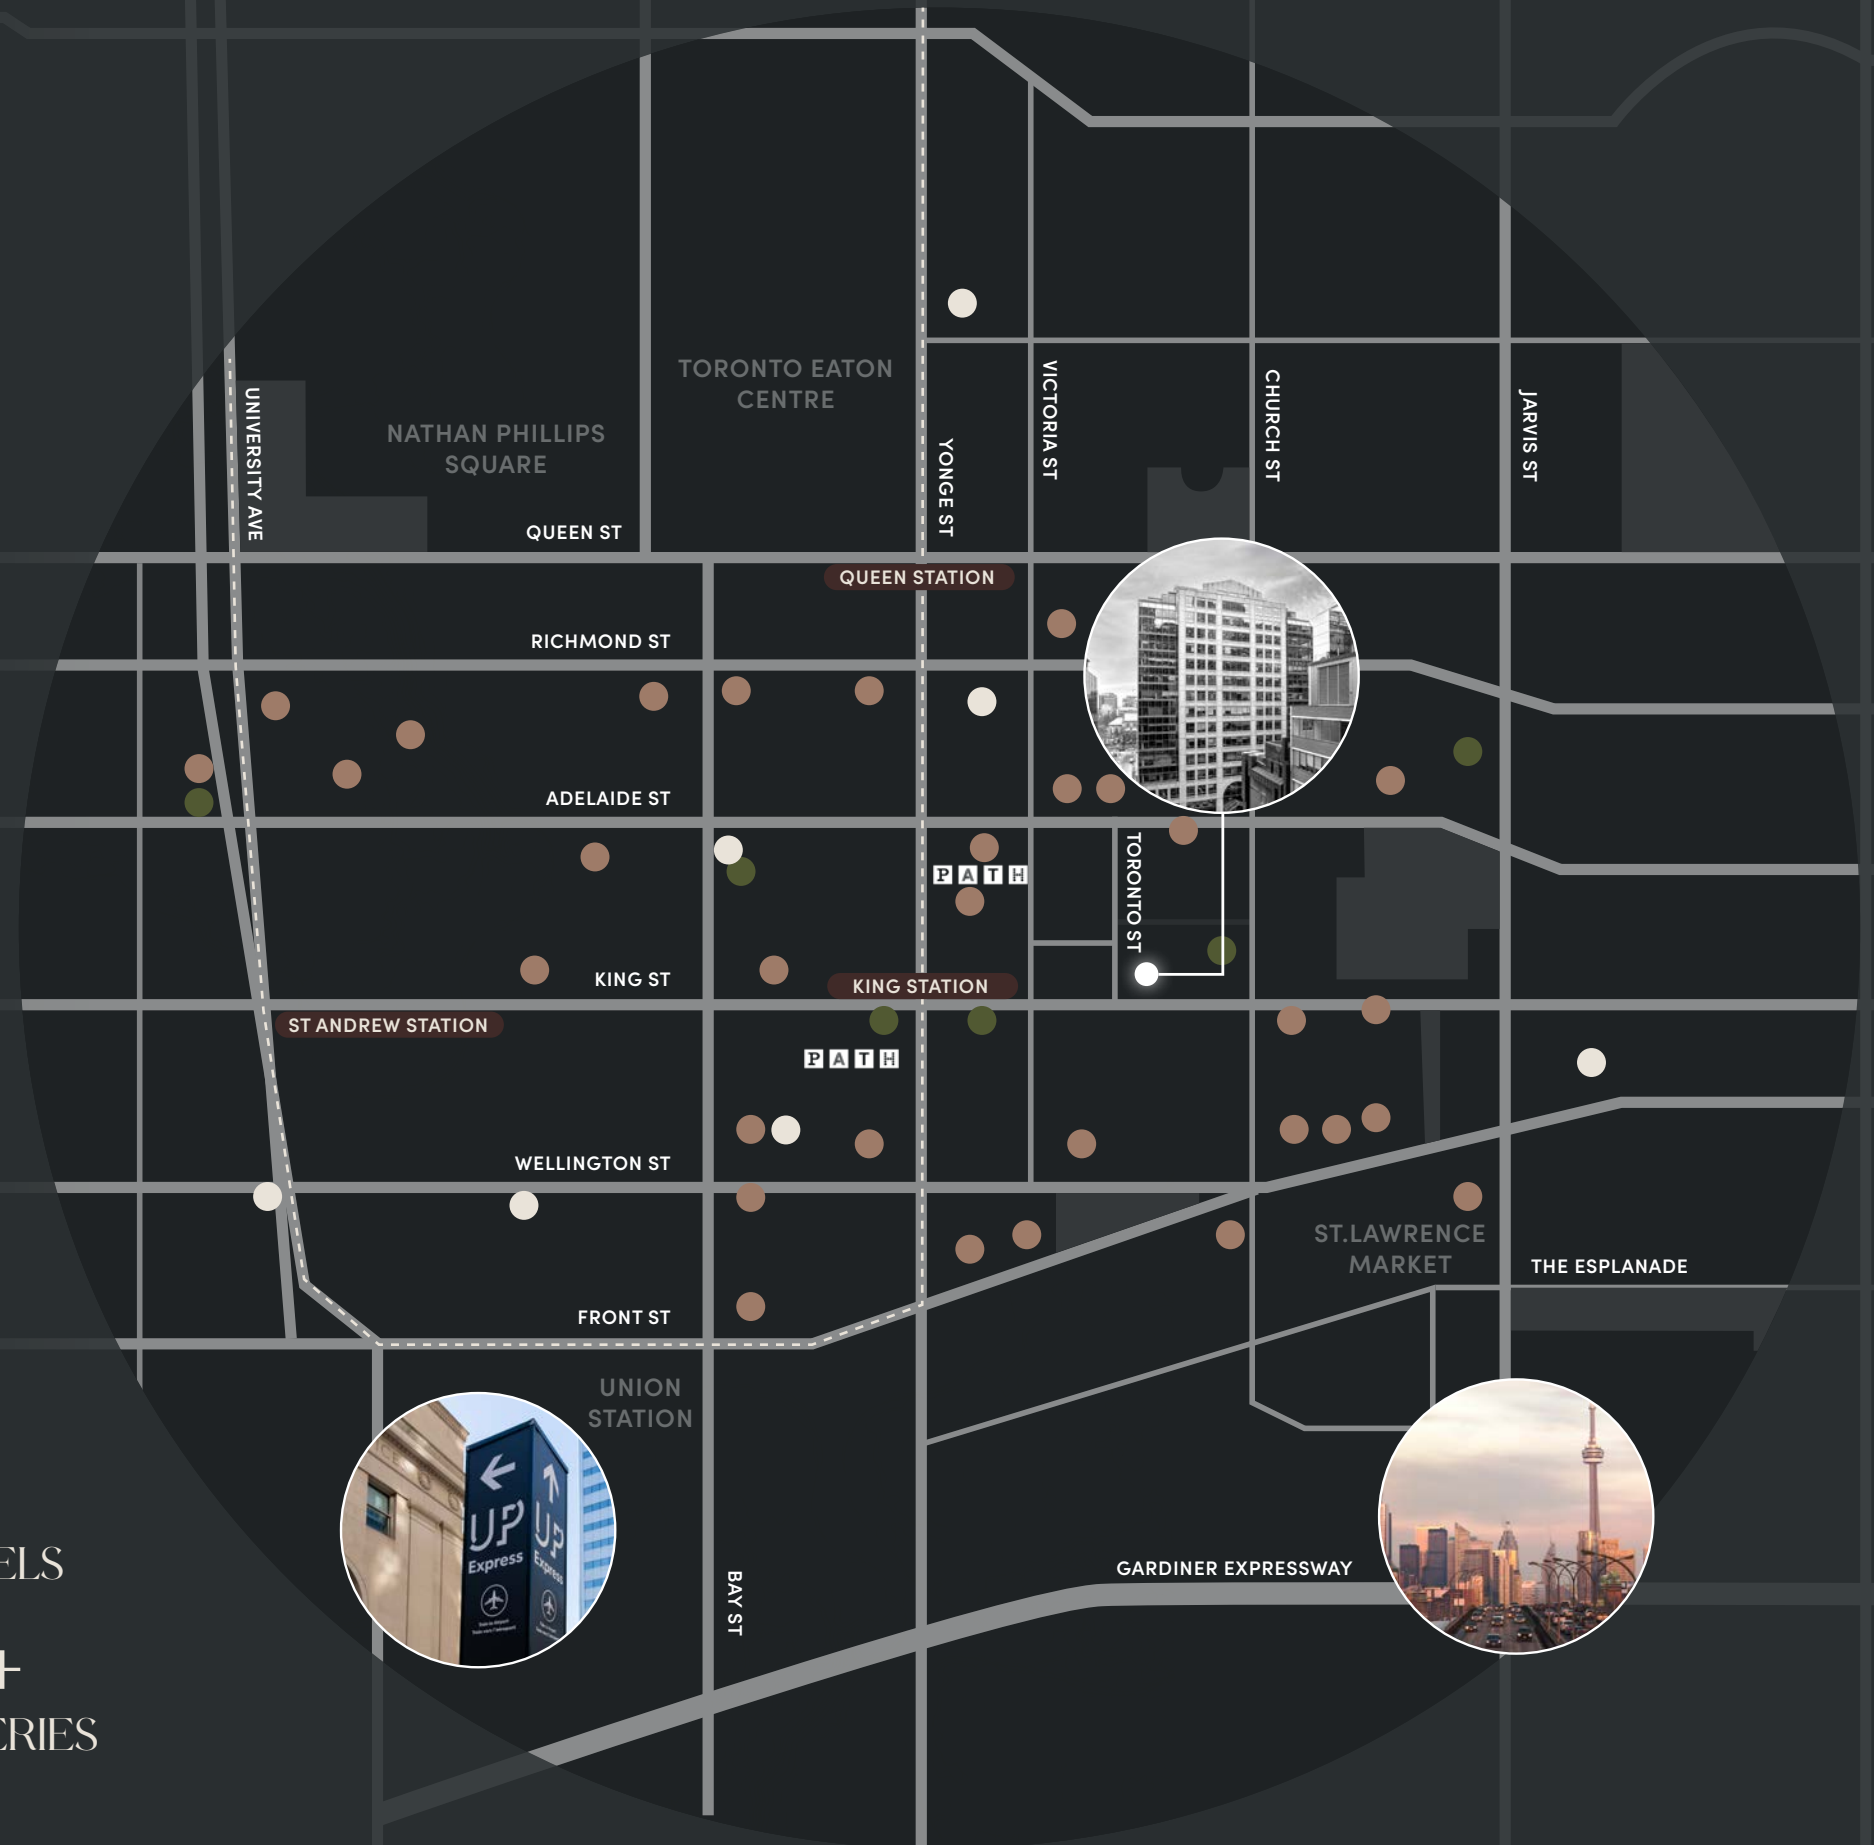 TORONTO EATON
CENTRE
NATHAN PHILLIPS
SQUARE
UNIVERSITY AVE
YONGE ST
VICTORIA ST
CHURCH ST
JARVIS ST
QUEEN ST
QUEEN STATION
RICHMOND ST
ADELAIDE ST
TORONTO ST
PATH
KING ST
KING STATION
ST ANDREW STATION
PATH
WELLINGTON ST
ST.LAWRENCE
MARKET
THE ESPLANADE
FRONT ST
UNION
STATION
UP
Express
UP
Express
BAY ST
GARDINER EXPRESSWAY
ELS
+
ERIES